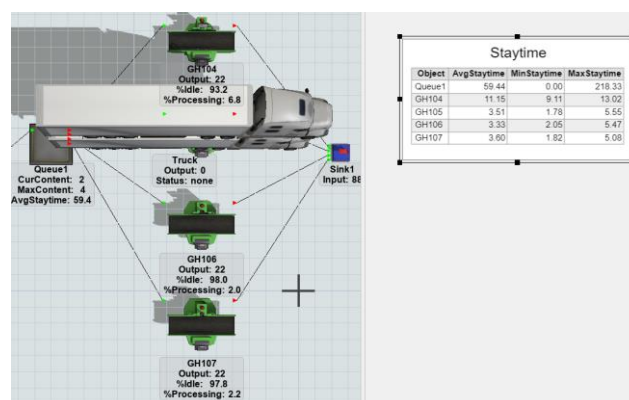 GH104
Output: 22
%Idle: 93.2
%Processing: 6.8
Queue1
CurContent: 2
MaxContent: 4
AvgStaytime: 59.4
Truck
Output: 0
Status: none
Sink1
Input: 88
GH106
Output: 22
%Idle: 98.0
%Processing: 2.0
GH107
Output: 22
%Idle: 97.8
%Processing: 2.2
Staytime
Object AvgStaytime MinStaytime MaxStaytime
Queue1 59.44 0.00 218.33
GH104 11.15 9.11 13.02
GH105 3.51 1.78 5.55
GH106 3.33 2.05 5.47
GH107 3.60 1.82 5.08